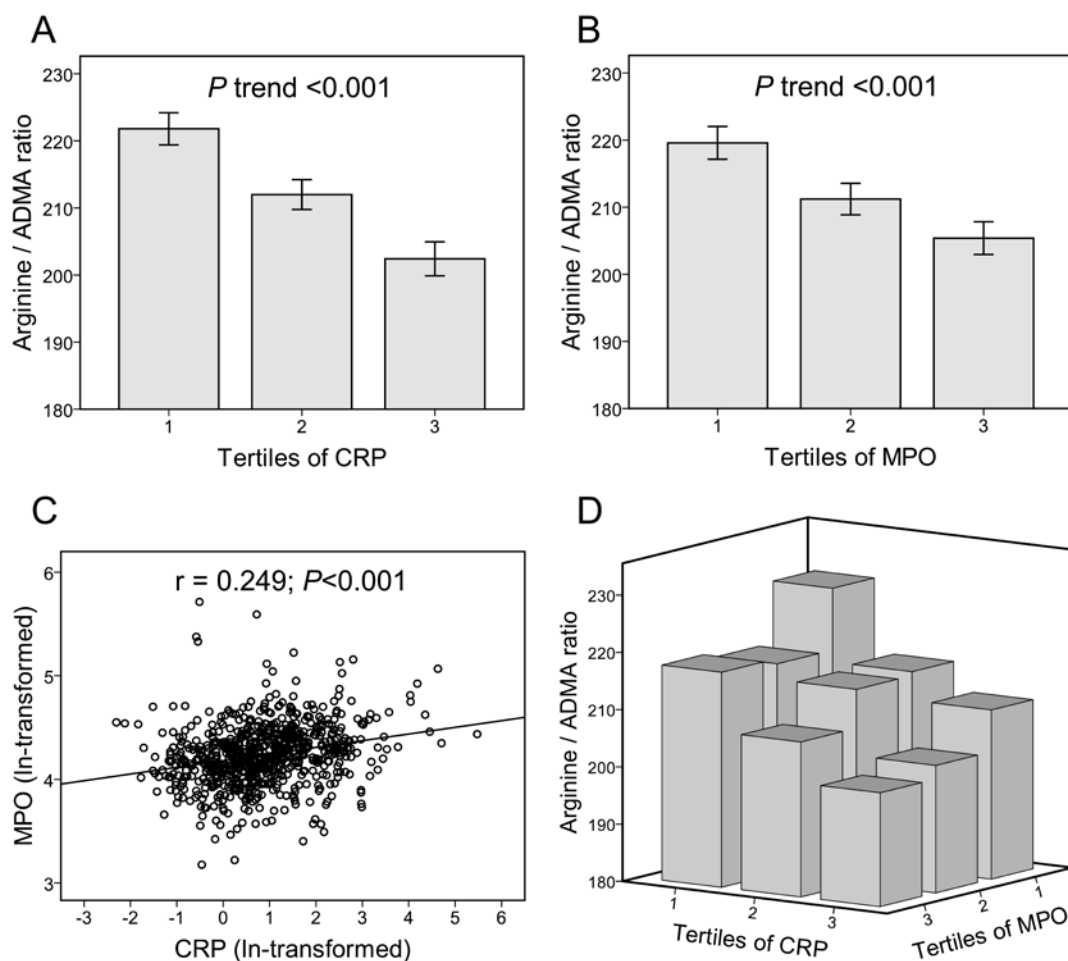 A
P trend <0.001
Arginine / ADMA ratio
230
220
210
200
190
180
1 2 3
Tertiles of CRP
B
P trend <0.001
Arginine / ADMA ratio
230
220
210
200
190
180
1 2 3
Tertiles of MPO
C
r = 0.249; P<0.001
MPO (ln-transformed)
6
5
4
3
-3 -2 -1 0 1 2 3 4 5 6
CRP (ln-transformed)
D
Arginine / ADMA ratio
230
220
210
200
190
180
1 2 3
Tertiles of CRP
3 2 1
Tertiles of MPO